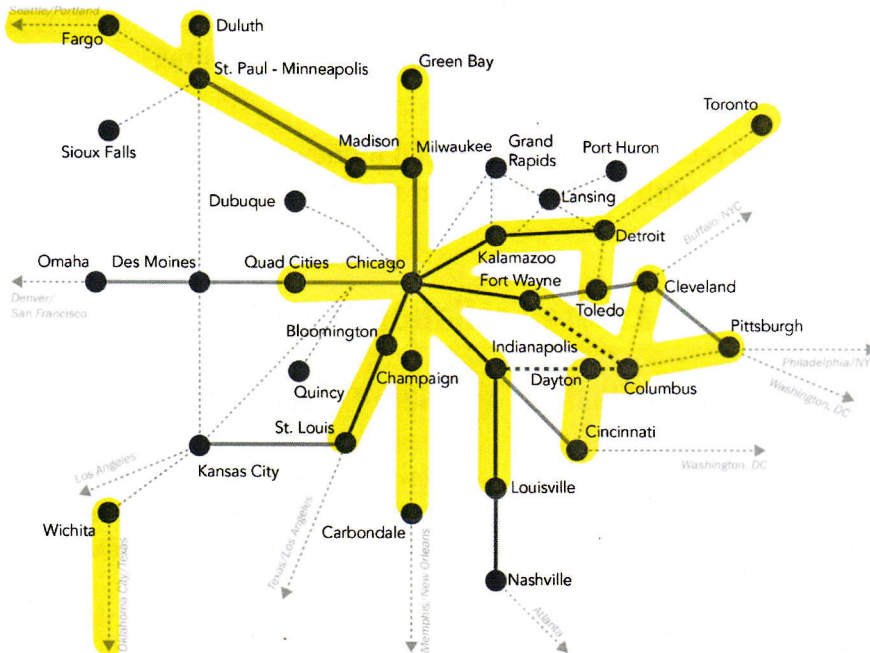 Seattle/Portland
Fargo
Duluth
St. Paul - Minneapolis
Green Bay
Toronto
Sioux Falls
Madison
Milwaukee
Grand
Rapids
Port Huron
Dubuque
Lansing
Detroit
Buffalo/NYC
Omaha
Des Moines
Quad Cities
Chicago
Kalamazoo
Fort Wayne
Cleveland
Denver/
San Francisco
Toledo
Pittsburgh
Bloomington
Indianapolis
Philadelphia/NY
Quincy
Champaign
Dayton
Columbus
Washington, DC
St. Louis
Cincinnati
Kansas City
Washington, DC
Los Angeles
Louisville
Wichita
Carbondale
Oklahoma City, Texas
Texas/Los Angeles
Memphis/New Orleans
Nashville
Atlanta